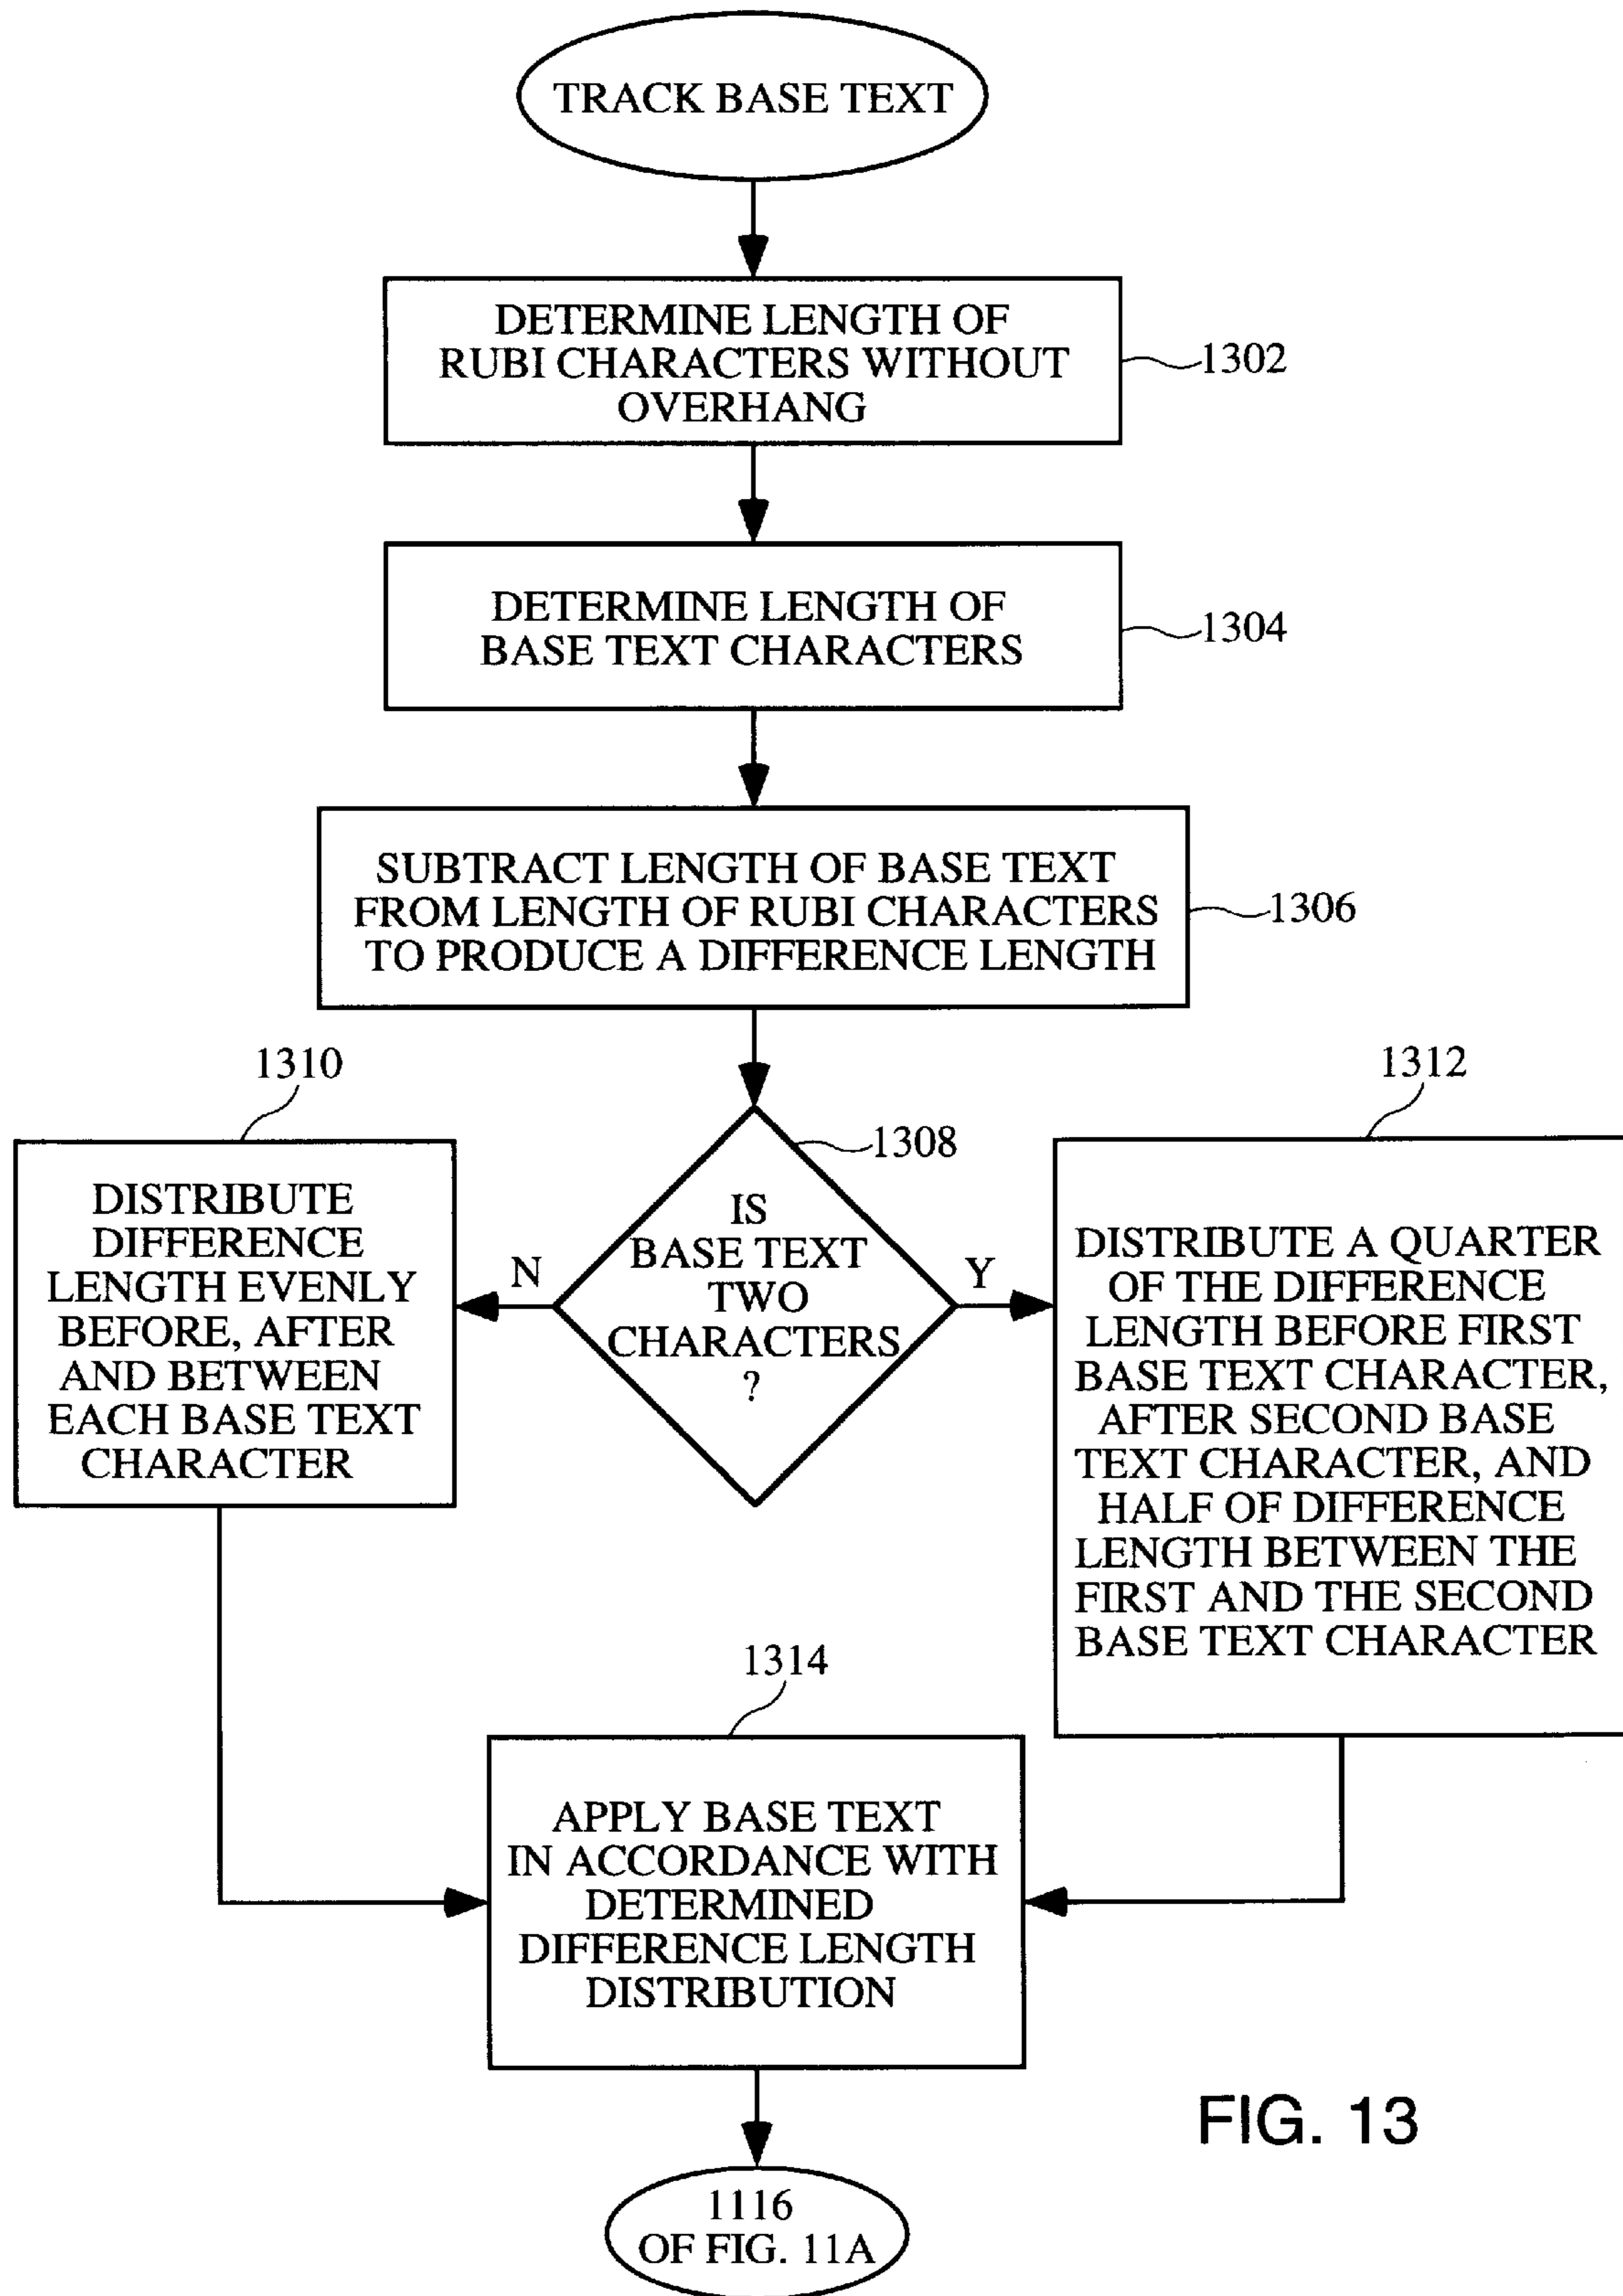 TRACK BASE TEXT
DETERMINE LENGTH OF
RUBI CHARACTERS WITHOUT
OVERHANG
1302
DETERMINE LENGTH OF
BASE TEXT CHARACTERS
1304
SUBTRACT LENGTH OF BASE TEXT
FROM LENGTH OF RUBI CHARACTERS
TO PRODUCE A DIFFERENCE LENGTH
1306
1308
IS
BASE TEXT
TWO
CHARACTERS
?
N
Y
1310
DISTRIBUTE
DIFFERENCE
LENGTH EVENLY
BEFORE, AFTER
AND BETWEEN
EACH BASE TEXT
CHARACTER
1312
DISTRIBUTE A QUARTER
OF THE DIFFERENCE
LENGTH BEFORE FIRST
BASE TEXT CHARACTER,
AFTER SECOND BASE
TEXT CHARACTER, AND
HALF OF DIFFERENCE
LENGTH BETWEEN THE
FIRST AND THE SECOND
BASE TEXT CHARACTER
1314
APPLY BASE TEXT
IN ACCORDANCE WITH
DETERMINED
DIFFERENCE LENGTH
DISTRIBUTION
1116
OF FIG. 11A
FIG. 13